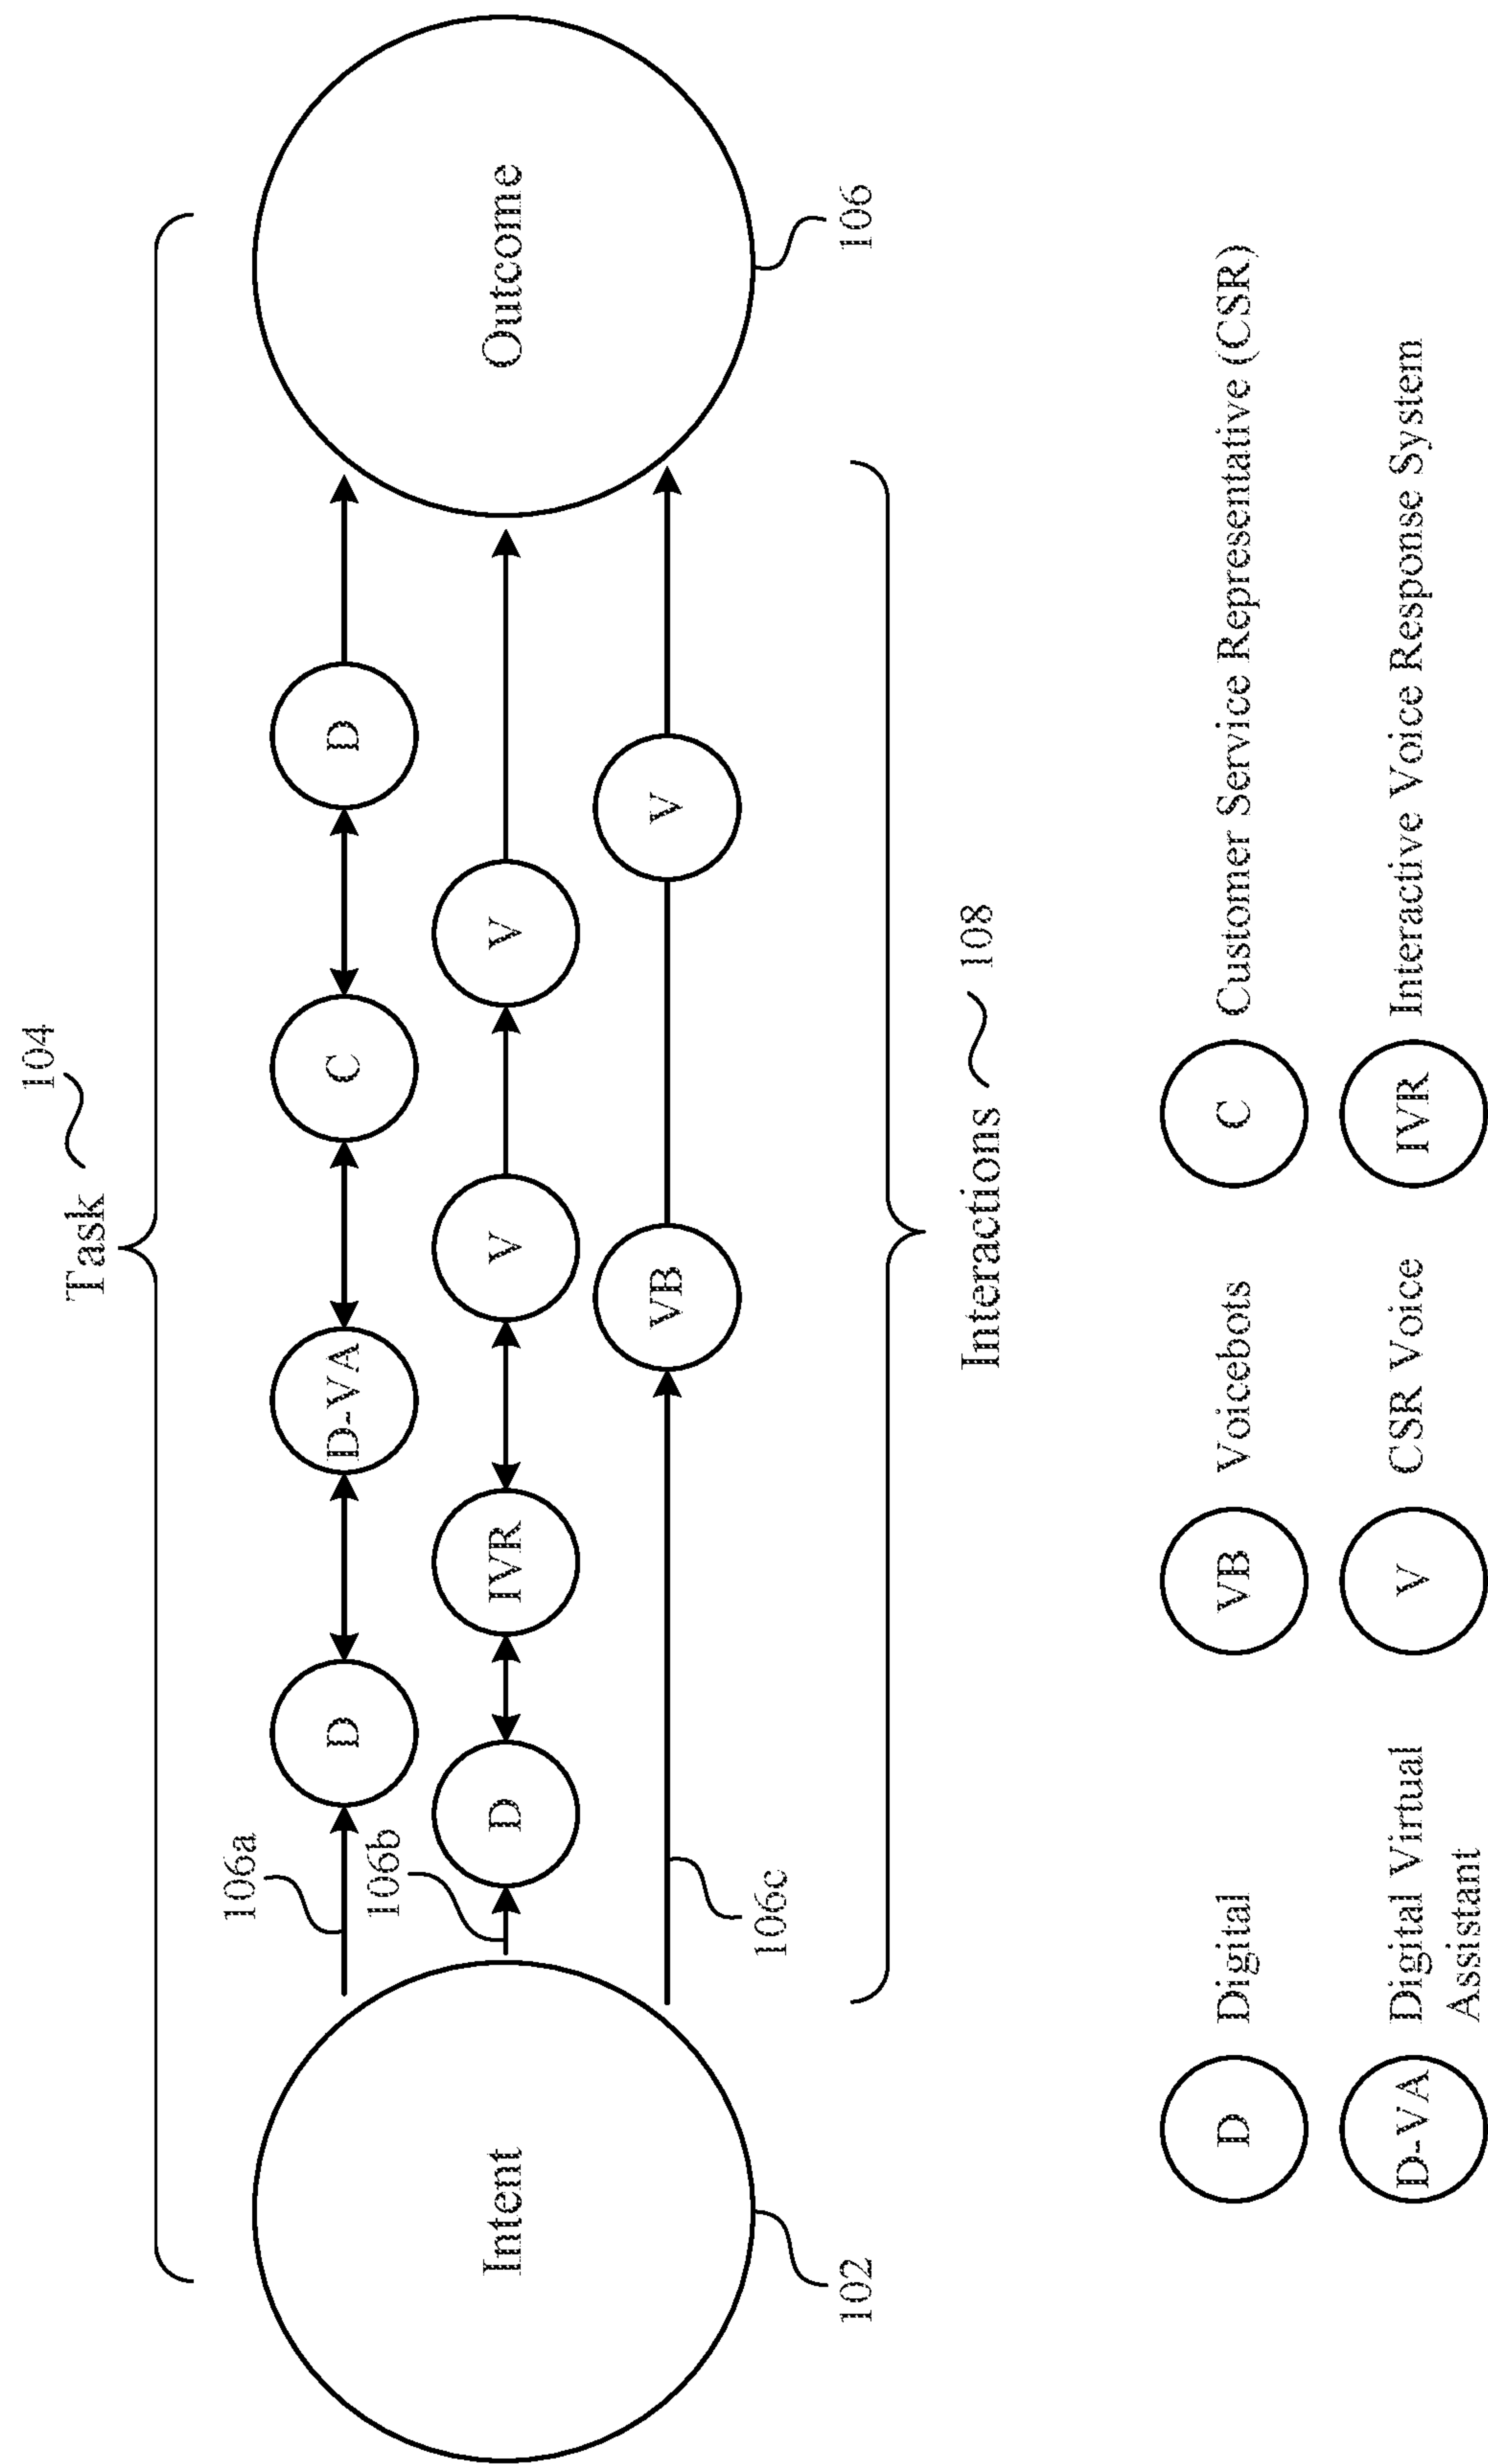 Task 104
106a
D
D-VA
C
D
106b
Intent
D
IVR
V
V
Outcome
106c
VB
V
102
106
Interactions 108
D Digital
VB Voicebots
C Customer Service Representative (CSR)
D-VA Digital Virtual
Assistant
V CSR Voice
IVR Interactive Voice Response System